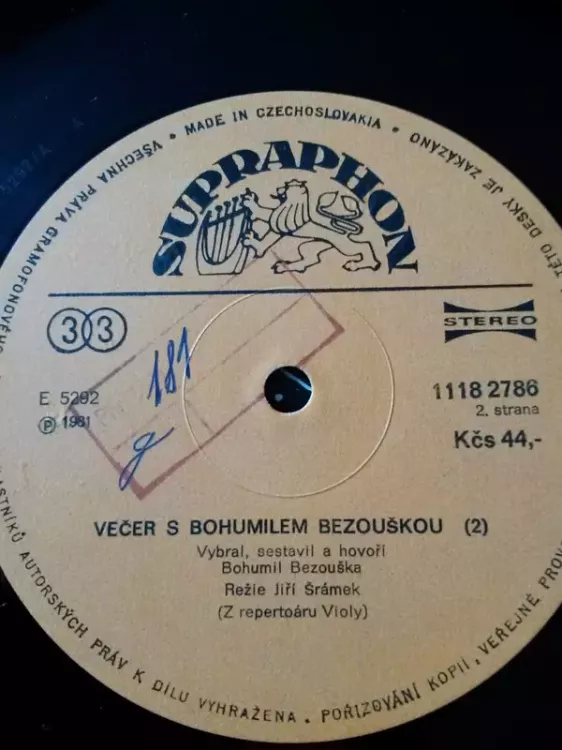 VŠECHNA PRÁVA GRAMOFONOVÉHO
• MADE IN CZECHOSLOVAKIA •
TÉTO DESKY JE ZAKÁZÁNO
SUPRAPHON
33
STEREO
E 5292
Ⓟ 1981
181
g
1118 2786
2. strana
Kčs 44,-
VEČER S BOHUMILEM BEZOUŠKOU (2)
Vybral, sestavil a hovoří
Bohumil Bezouška
Režie Jiří Šrámek
(Z repertoáru Violy)
AUTORSKÝCH PRÁV K DÍLU VYHRAŽENA • POŘIZOVÁNÍ KOPIÍ, VEŘEJNÉ